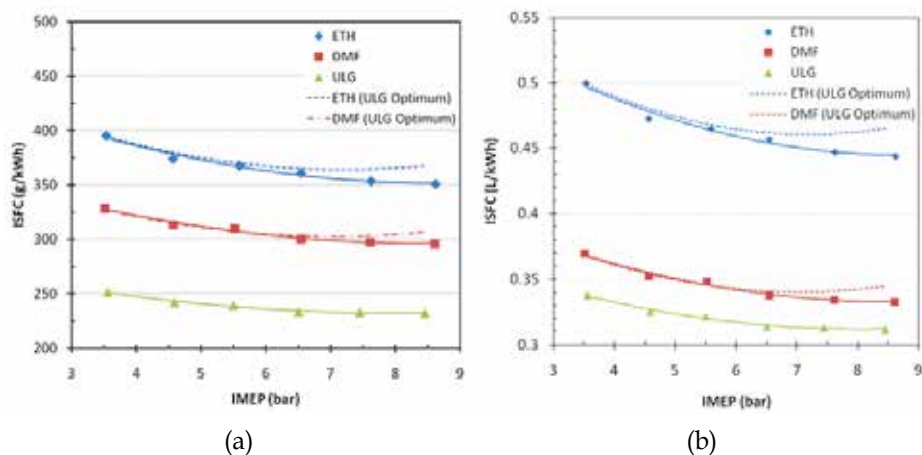 500
450
400
350
300
250
200
ISFC (g/kWh)
3 4 5 6 7 8 9
IMEP (bar)
ETH
DMF
ULG
ETH (ULG Optimum)
DMF (ULG Optimum)
(a)
0.55
0.5
0.45
0.4
0.35
0.3
ISFC (L/kWh)
3 4 5 6 7 8 9
IMEP (bar)
ETH
DMF
ULG
ETH (ULG Optimum)
DMF (ULG Optimum)
(b)